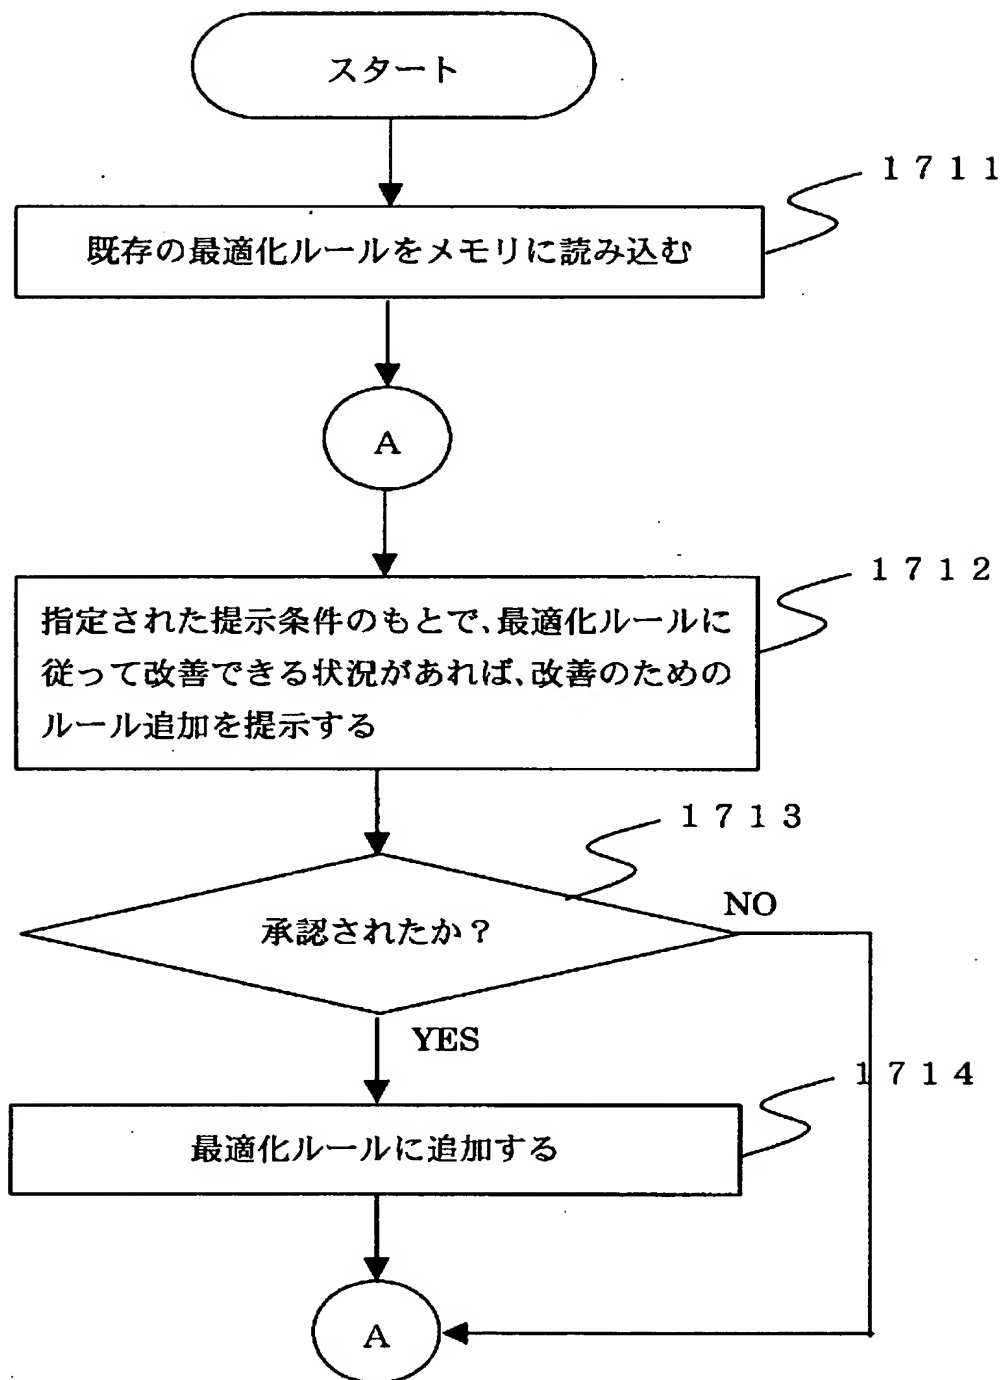 スタート
1711
既存の最適化ルールをメモリに読み込む
A
1712
指定された提示条件のもとで、最適化ルールに
従って改善できる状況があれば、改善のための
ルール追加を提示する
1713
承認されたか?
NO
YES
1714
最適化ルールに追加する
A